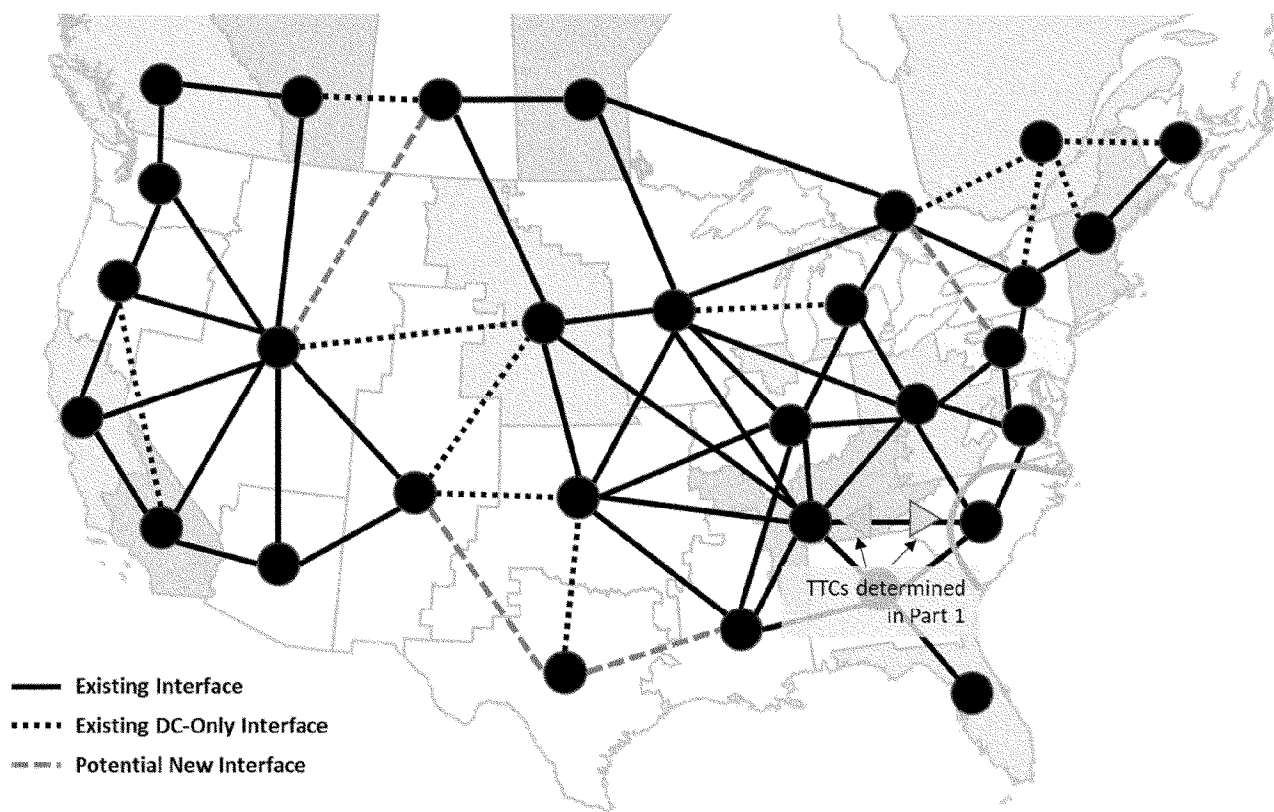 TTCs determined
in Part 1
Existing Interface
Existing DC-Only Interface
Potential New Interface